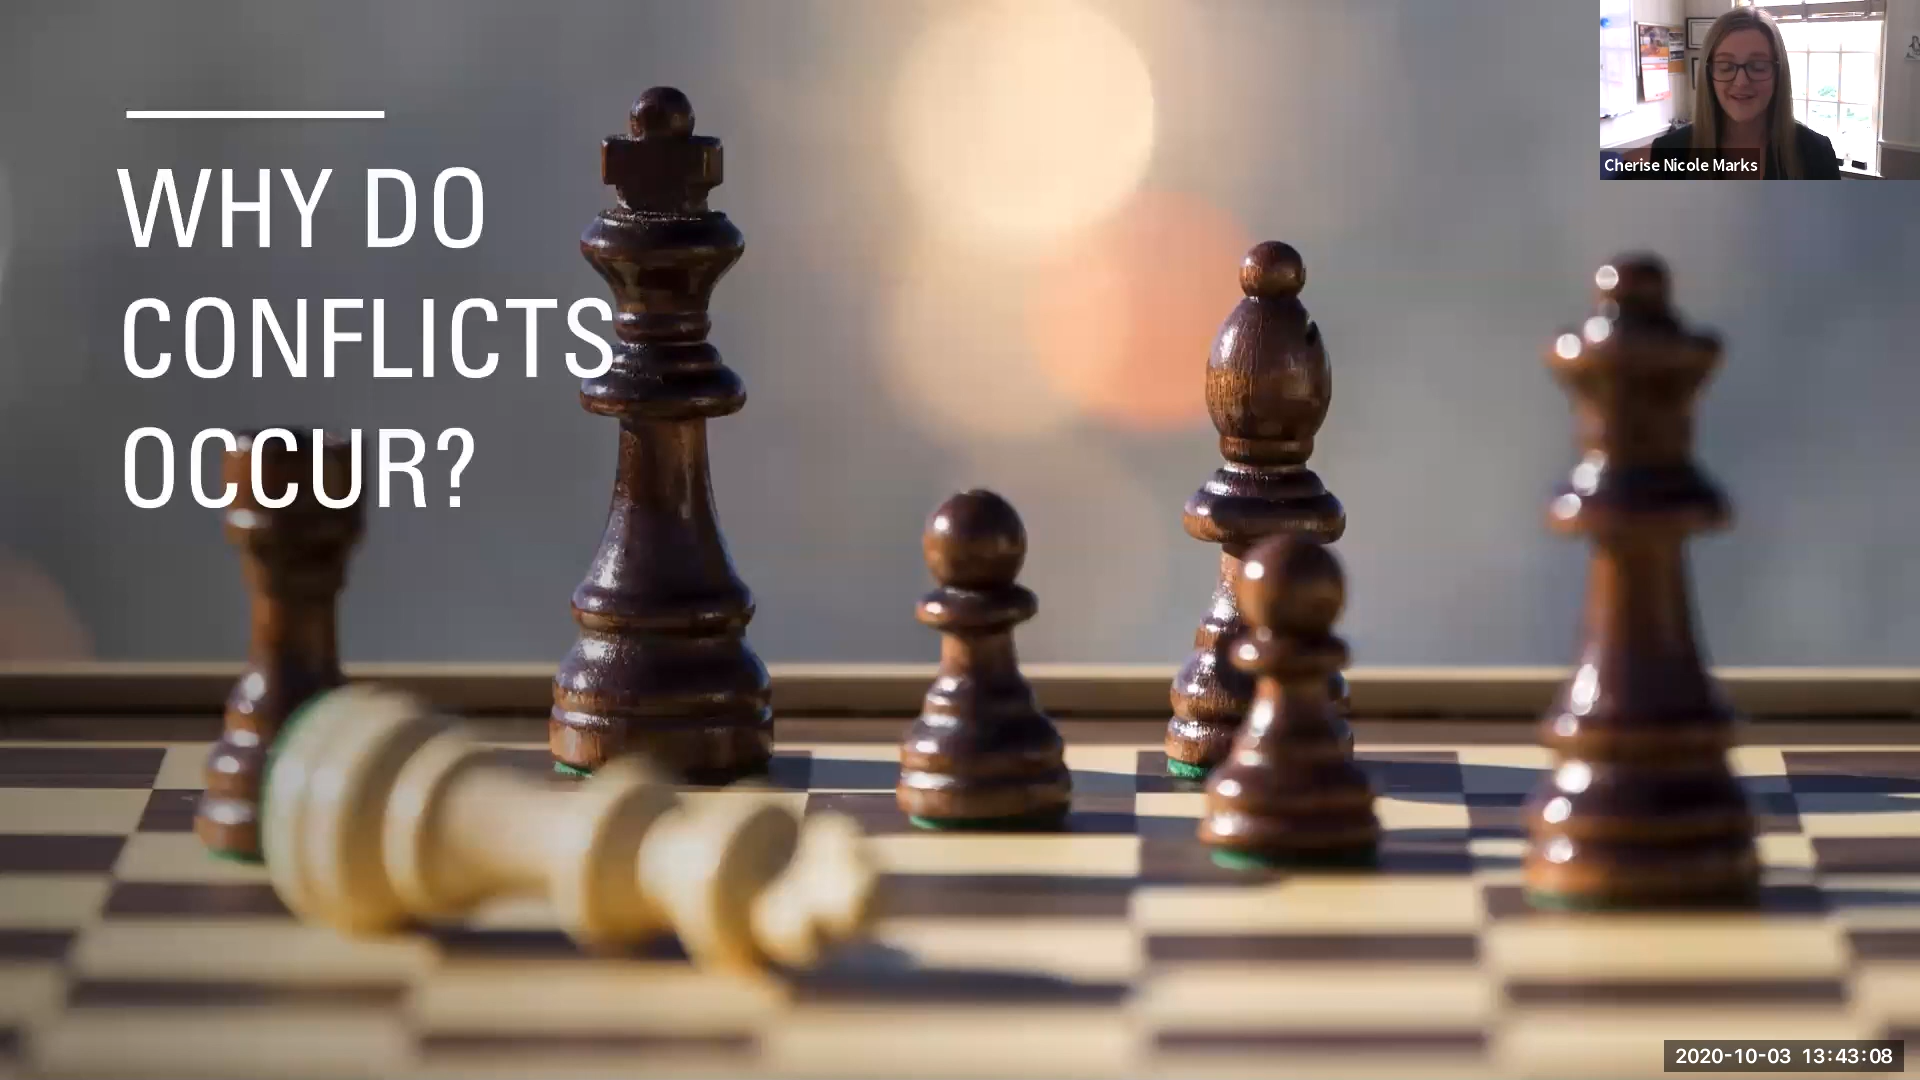 WHY DO
CONFLICTS
OCCUR?
Cherise Nicole Marks
2020-10-03 13:43:08